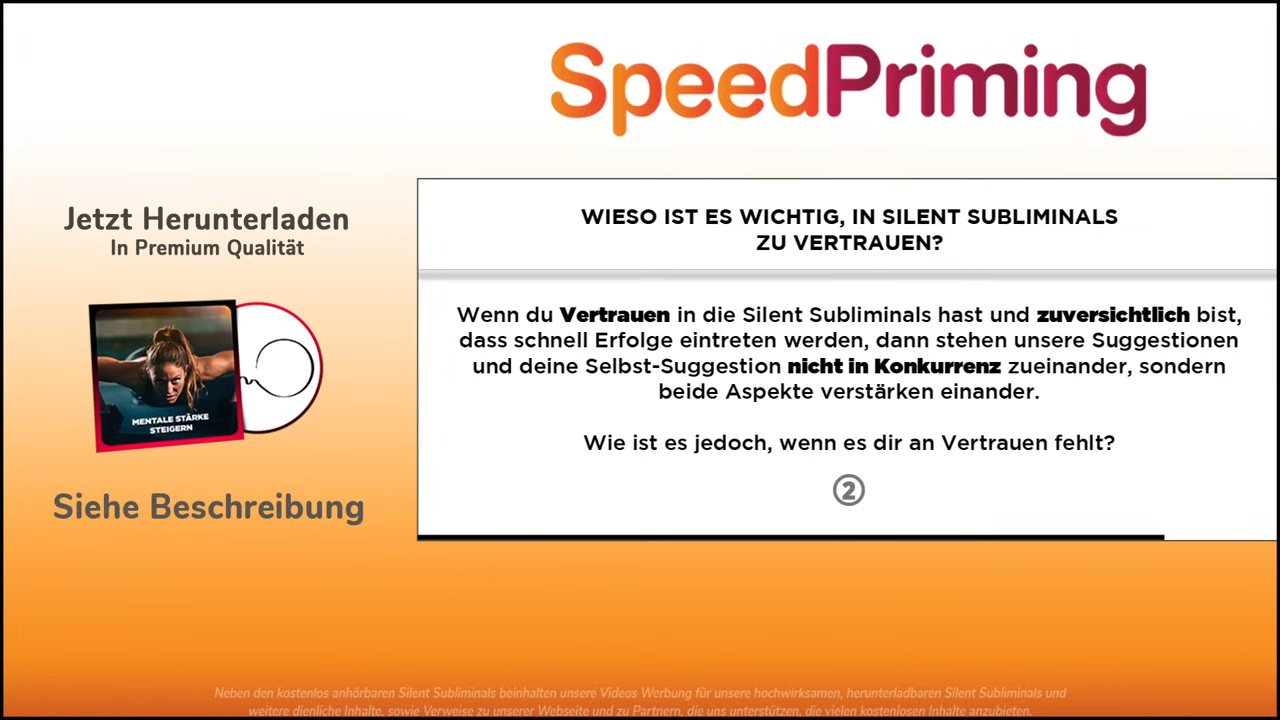 SpeedPriming
Jetzt Herunterladen
In Premium Qualität
MENTALE STÄRKE
STEIGERN
Siehe Beschreibung
WIESO IST ES WICHTIG, IN SILENT SUBLIMINALS
ZU VERTRAUEN?
Wenn du Vertrauen in die Silent Subliminals hast und zuversichtlich bist,
dass schnell Erfolge eintreten werden, dann stehen unsere Suggestionen
und deine Selbst-Suggestion nicht in Konkurrenz zueinander, sondern
beide Aspekte verstärken einander.
Wie ist es jedoch, wenn es dir an Vertrauen fehlt?
②
Neben den kostenlos anhörbaren Silent Subliminals beinhalten unsere Videos Werbung für unsere hochwirksamen, herunterladbaren Silent Subliminals und
weitere dienliche Inhalte, sowie Verweise zu unserer Webseite und zu Partnern, die uns unterstützen, die vielen kostenlosen Inhalte anzubieten.